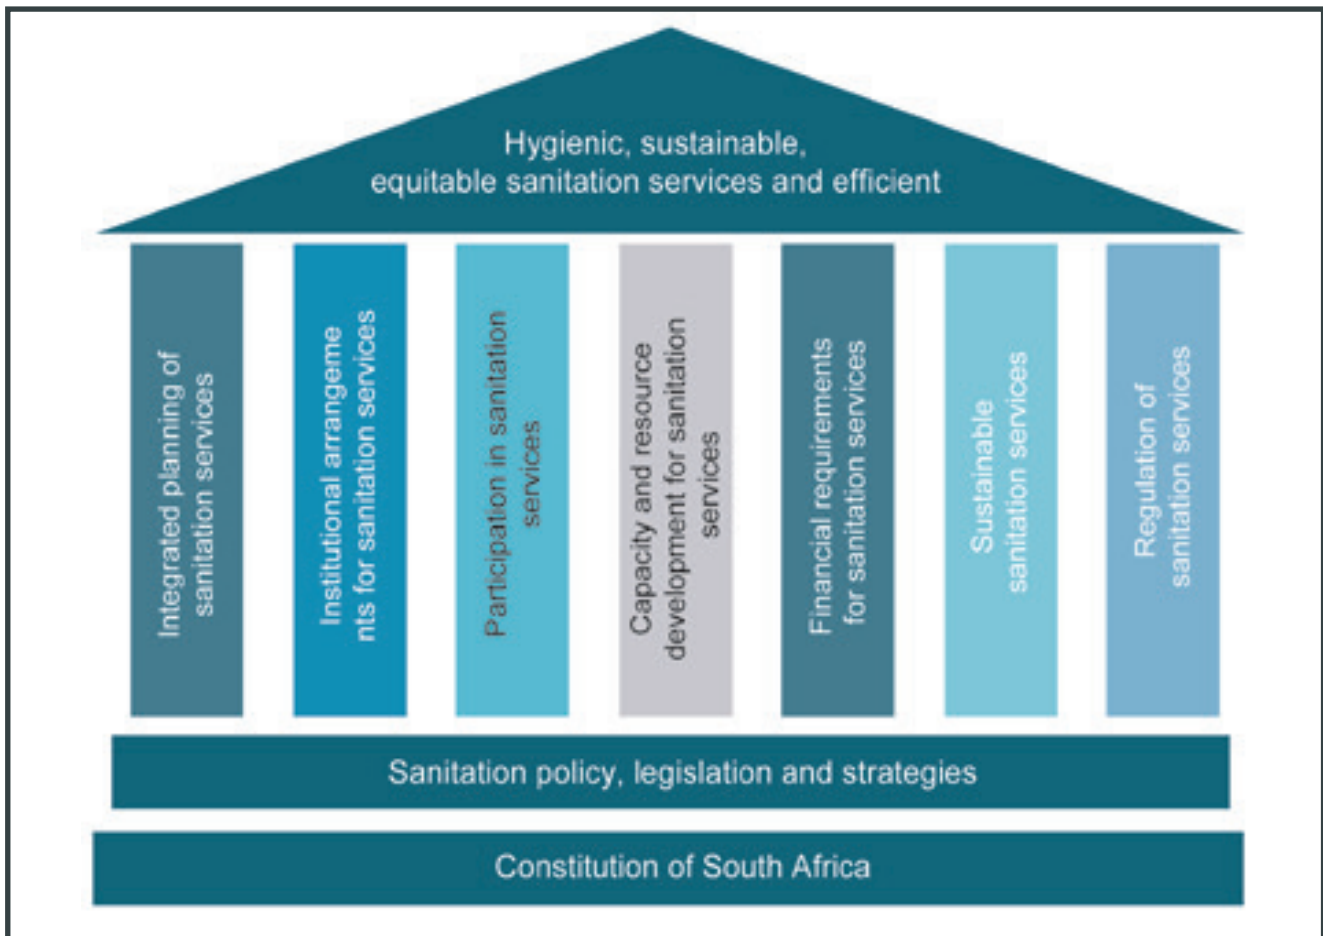 Hygienic, sustainable,
equitable sanitation services and efficient
Integrated planning of
sanitation services
Institutional arrangeme
nts for sanitation services
Participation in sanitation
services
Capacity and resource
development for sanitation
services
Financial requirements
for sanitation services
Sustainable
sanitation services
Regulation of
sanitation services
Sanitation policy, legislation and strategies
Constitution of South Africa